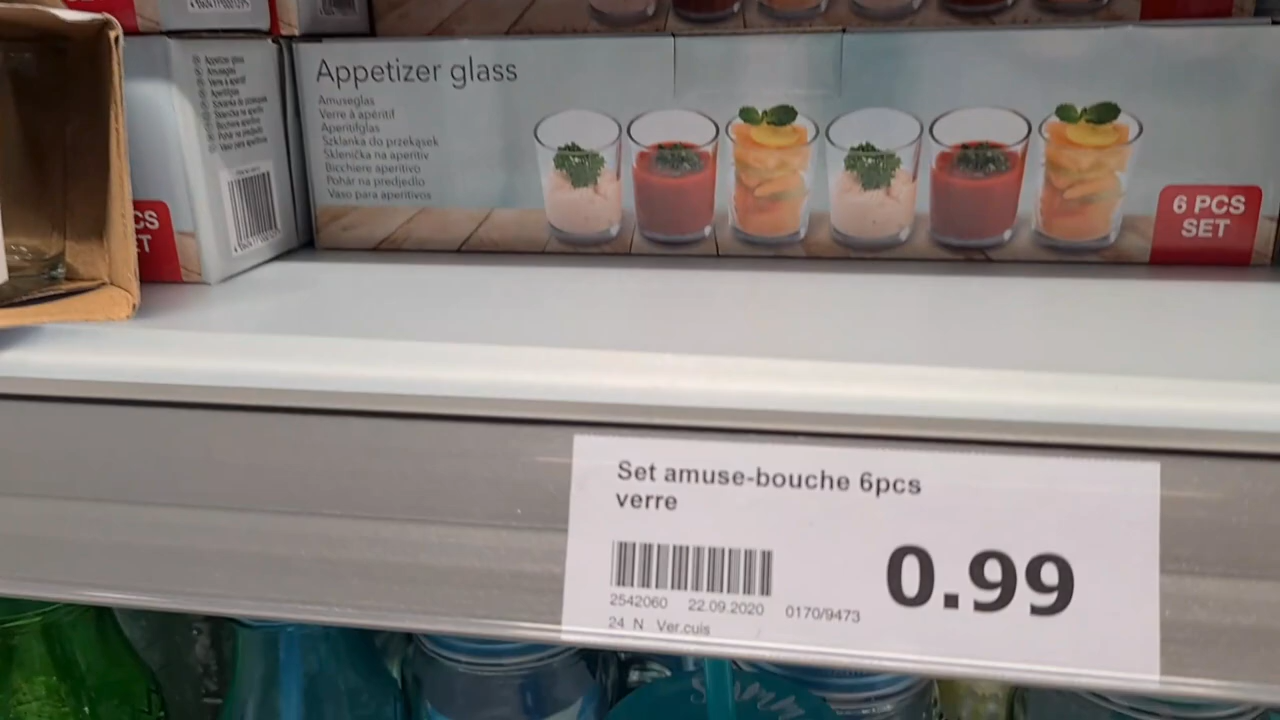 Appetizer glass
Amuseglas
Verre à apéritif
Aperitifglas
Szklanka do przekąsek
Sklenička na aperitiv
Bicchiere aperitivo
Pohár na predjedlo
Vaso para aperitivos
6 PCS
SET
CS
ET
Set amuse-bouche 6pcs
verre
0.99
2542060 22.09.2020 0170/9473
24 N Ver.cuis